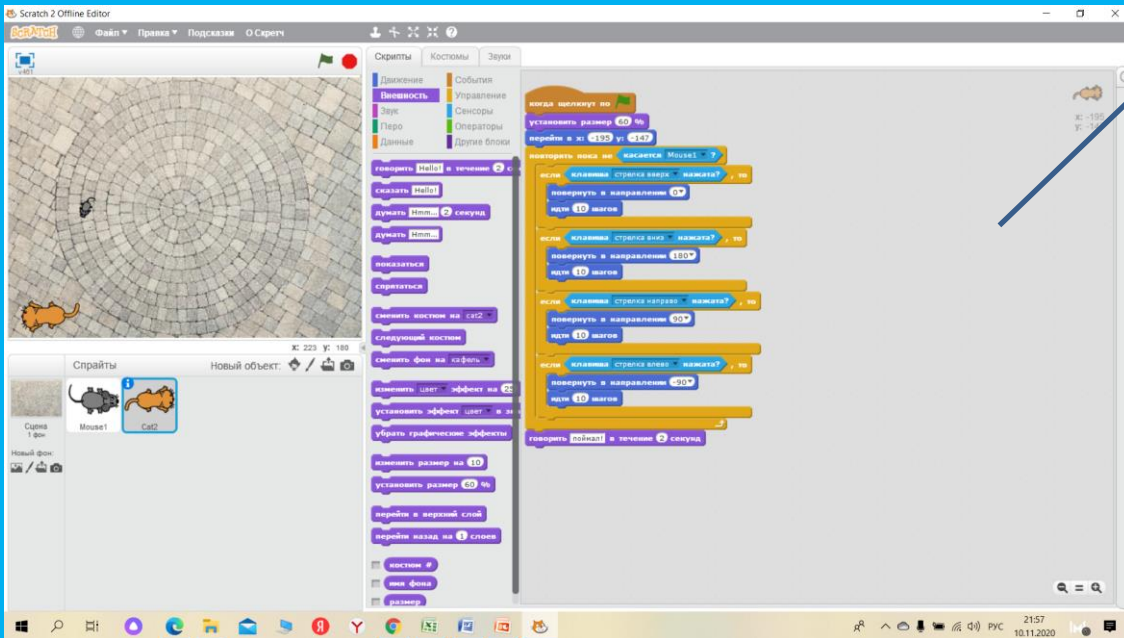 Scratch 2 Offline Editor
SCRATCH Файл Правка Подсказки О Скретч
v461
Скрипты Костюмы Звуки
Движение События
Внешность Управление
Звук Сенсоры
Перо Операторы
Данные Другие блоки
говорить Hello! в течение 2 с
сказать Hello!
думать Hmm... 2 секунд
думать Hmm...
показаться
спрятаться
сменить костюм на cat2
следующий костюм
сменить фон на кафель
изменить цвет эффект на 25
установить эффект цвет в зн
убрать графические эффекты
изменить размер на 10
установить размер 60 %
перейти в верхний слой
перейти назад на 1 слоев
костюм #
имя фона
размер
когда щелкнут по
установить размер 60 %
перейти в x: -195 y: -147
повторить пока не касается Mouse1 ?
если клавиша стрелка вверх нажата? , то
повернуть в направлении 0
идти 10 шагов
если клавиша стрелка вниз нажата? , то
повернуть в направлении 180
идти 10 шагов
если клавиша стрелка направо нажата? , то
повернуть в направлении 90
идти 10 шагов
если клавиша стрелка влево нажата? , то
повернуть в направлении -90
идти 10 шагов
говорить поймал! в течение 2 секунд
x: -195
y: -147
X: 223 Y: 180
Спрайты Новый объект:
Сцена
1 фон
Mouse1
Cat2
Новый фон:
РУС
21:57
10.11.2020